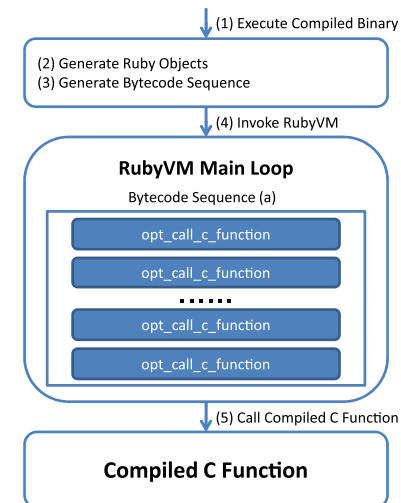 (1) Execute Compiled Binary
(2) Generate Ruby Objects
(3) Generate Bytecode Sequence
(4) Invoke RubyVM
RubyVM Main Loop
Bytecode Sequence (a)
opt_call_c_function
opt_call_c_function
......
opt_call_c_function
opt_call_c_function
(5) Call Compiled C Function
Compiled C Function